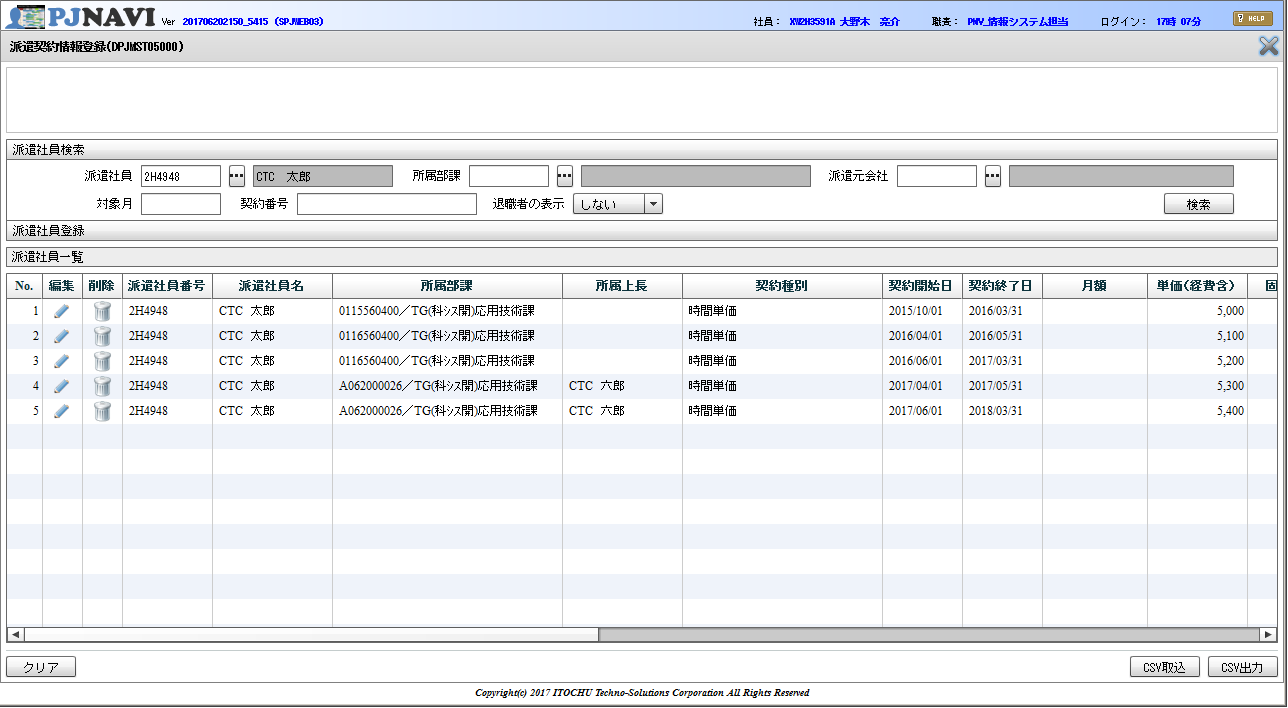 PJNAVI Ver 201706202150_5415 (SPJWEB03) 社員： XW2H3591A 大野木 亮介 職責： PNV_情報システム担当 ログイン： 17時 07分 HELP
派遣契約情報登録(DPJMST05000)
派遣社員検索
派遣社員 2H4948 ... CTC 太郎 所属部課 ... 派遣元会社 ...
対象月 契約番号 退職者の表示 しない 検索
派遣社員登録
派遣社員一覧
No. 編集 削除 派遣社員番号 派遣社員名 所属部課 所属上長 契約種別 契約開始日 契約終了日 月額 単価(経費含) 固
1 2H4948 CTC 太郎 0115560400／TG(科ｼｽ開)応用技術課 時間単価 2015/10/01 2016/03/31 5,000
2 2H4948 CTC 太郎 0116560400／TG(科ｼｽ開)応用技術課 時間単価 2016/04/01 2016/05/31 5,100
3 2H4948 CTC 太郎 0116560400／TG(科ｼｽ開)応用技術課 時間単価 2016/06/01 2017/03/31 5,200
4 2H4948 CTC 太郎 A062000026／TG(科ｼｽ開)応用技術課 CTC 六郎 時間単価 2017/04/01 2017/05/31 5,300
5 2H4948 CTC 太郎 A062000026／TG(科ｼｽ開)応用技術課 CTC 六郎 時間単価 2017/06/01 2018/03/31 5,400
クリア CSV取込 CSV出力
Copyright(c) 2017 ITOCHU Techno-Solutions Corporation All Rights Reserved